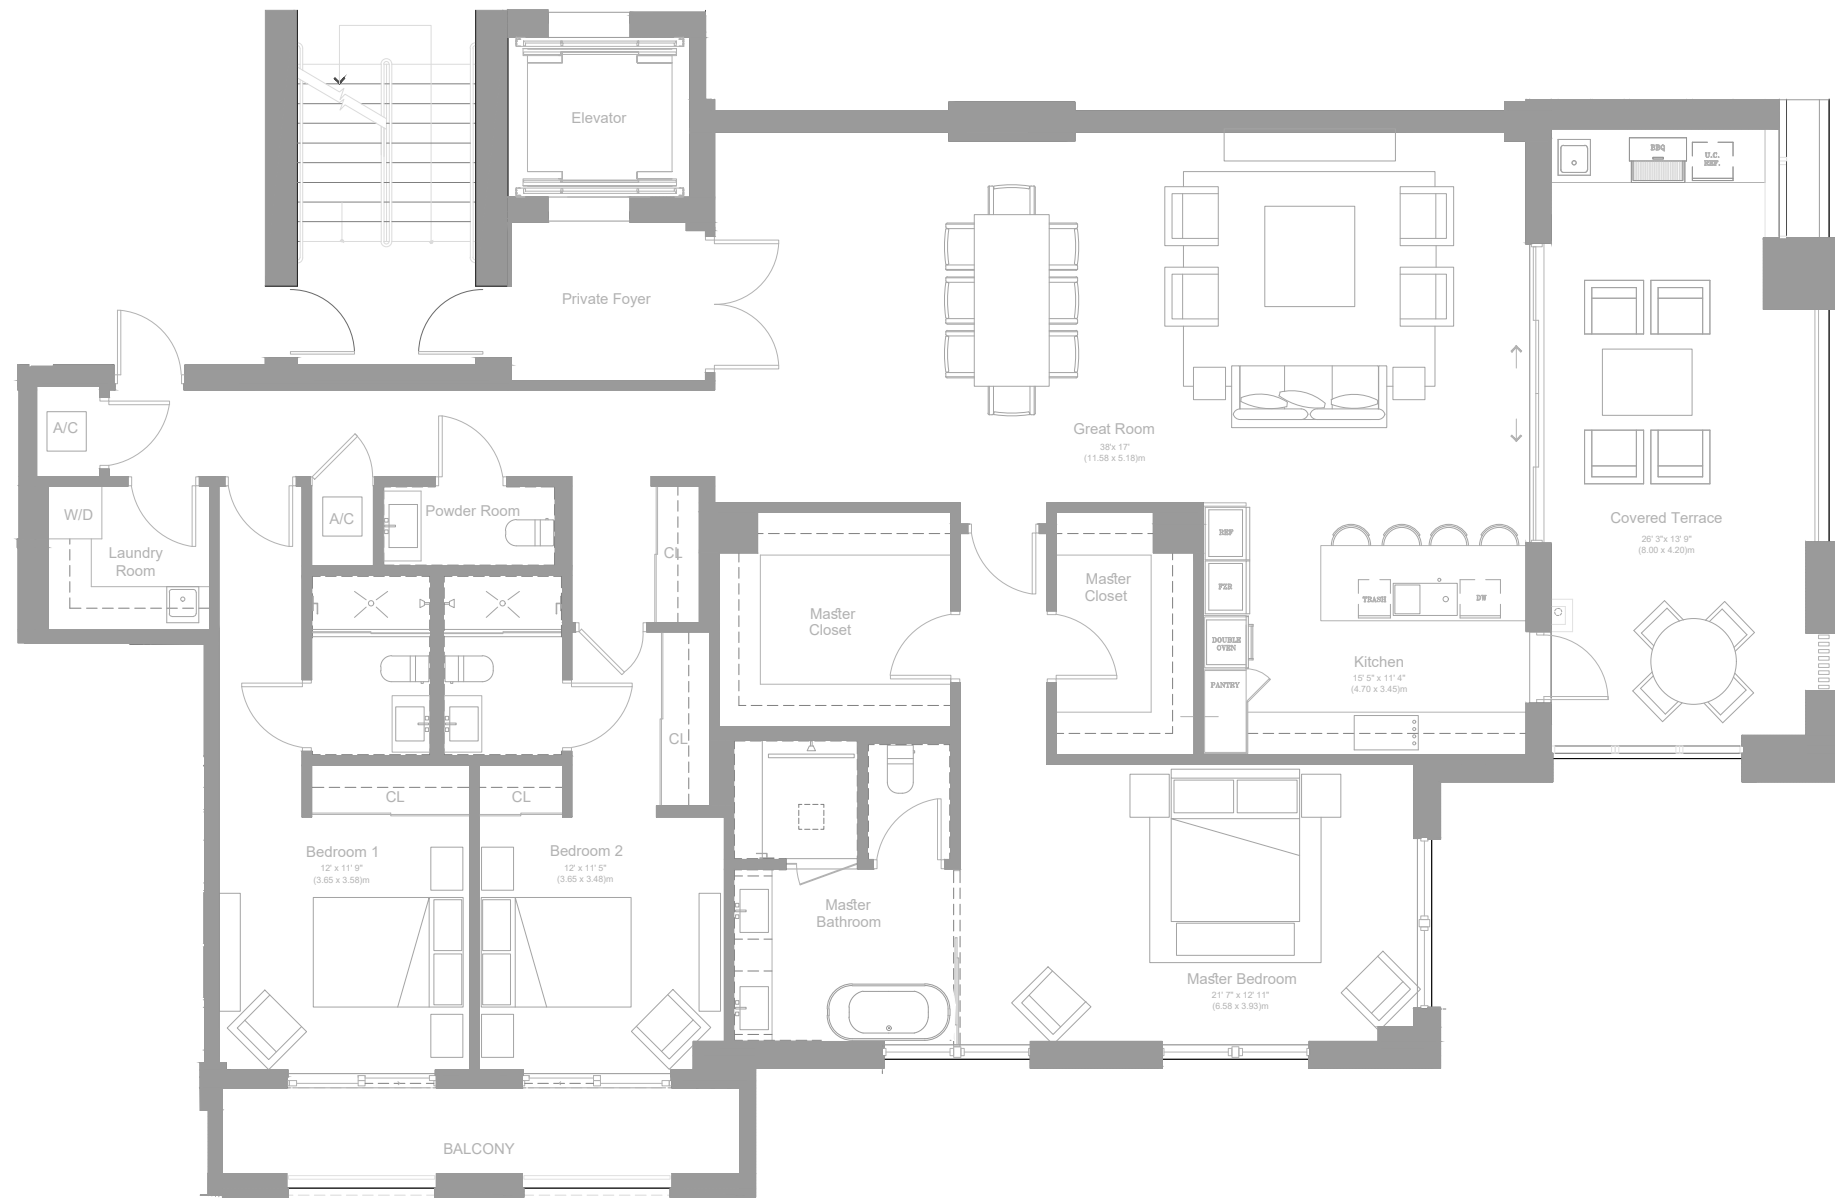 Elevator
BBQ
U.C.
REF.
Private Foyer
A/C
Great Room
38'x 17'
(11.58 x 5.18)m
W/D
A/C
Powder Room
Covered Terrace
26' 3"x 13' 9"
(8.00 x 4.20)m
Laundry
Room
CL
REF
FZR
Master
Closet
Master
Closet
TRASH
DW
DOUBLE
OVEN
Kitchen
15' 5" x 11' 4"
(4.70 x 3.45)m
PANTRY
CL
CL
CL
Bedroom 1
12' x 11' 9"
(3.65 x 3.58)m
Bedroom 2
12' x 11' 5"
(3.65 x 3.48)m
Master
Bathroom
Master Bedroom
21' 7" x 12' 11"
(6.58 x 3.93)m
BALCONY